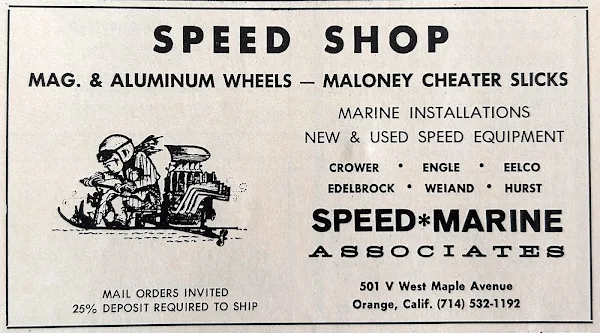 SPEED SHOP
MAG. & ALUMINUM WHEELS — MALONEY CHEATER SLICKS
MARINE INSTALLATIONS
NEW & USED SPEED EQUIPMENT
CROWER • ENGLE • EELCO
EDELBROCK • WEIAND • HURST
SPEED*MARINE
ASSOCIATES
MAIL ORDERS INVITED
25% DEPOSIT REQUIRED TO SHIP
501 V West Maple Avenue
Orange, Calif. (714) 532-1192